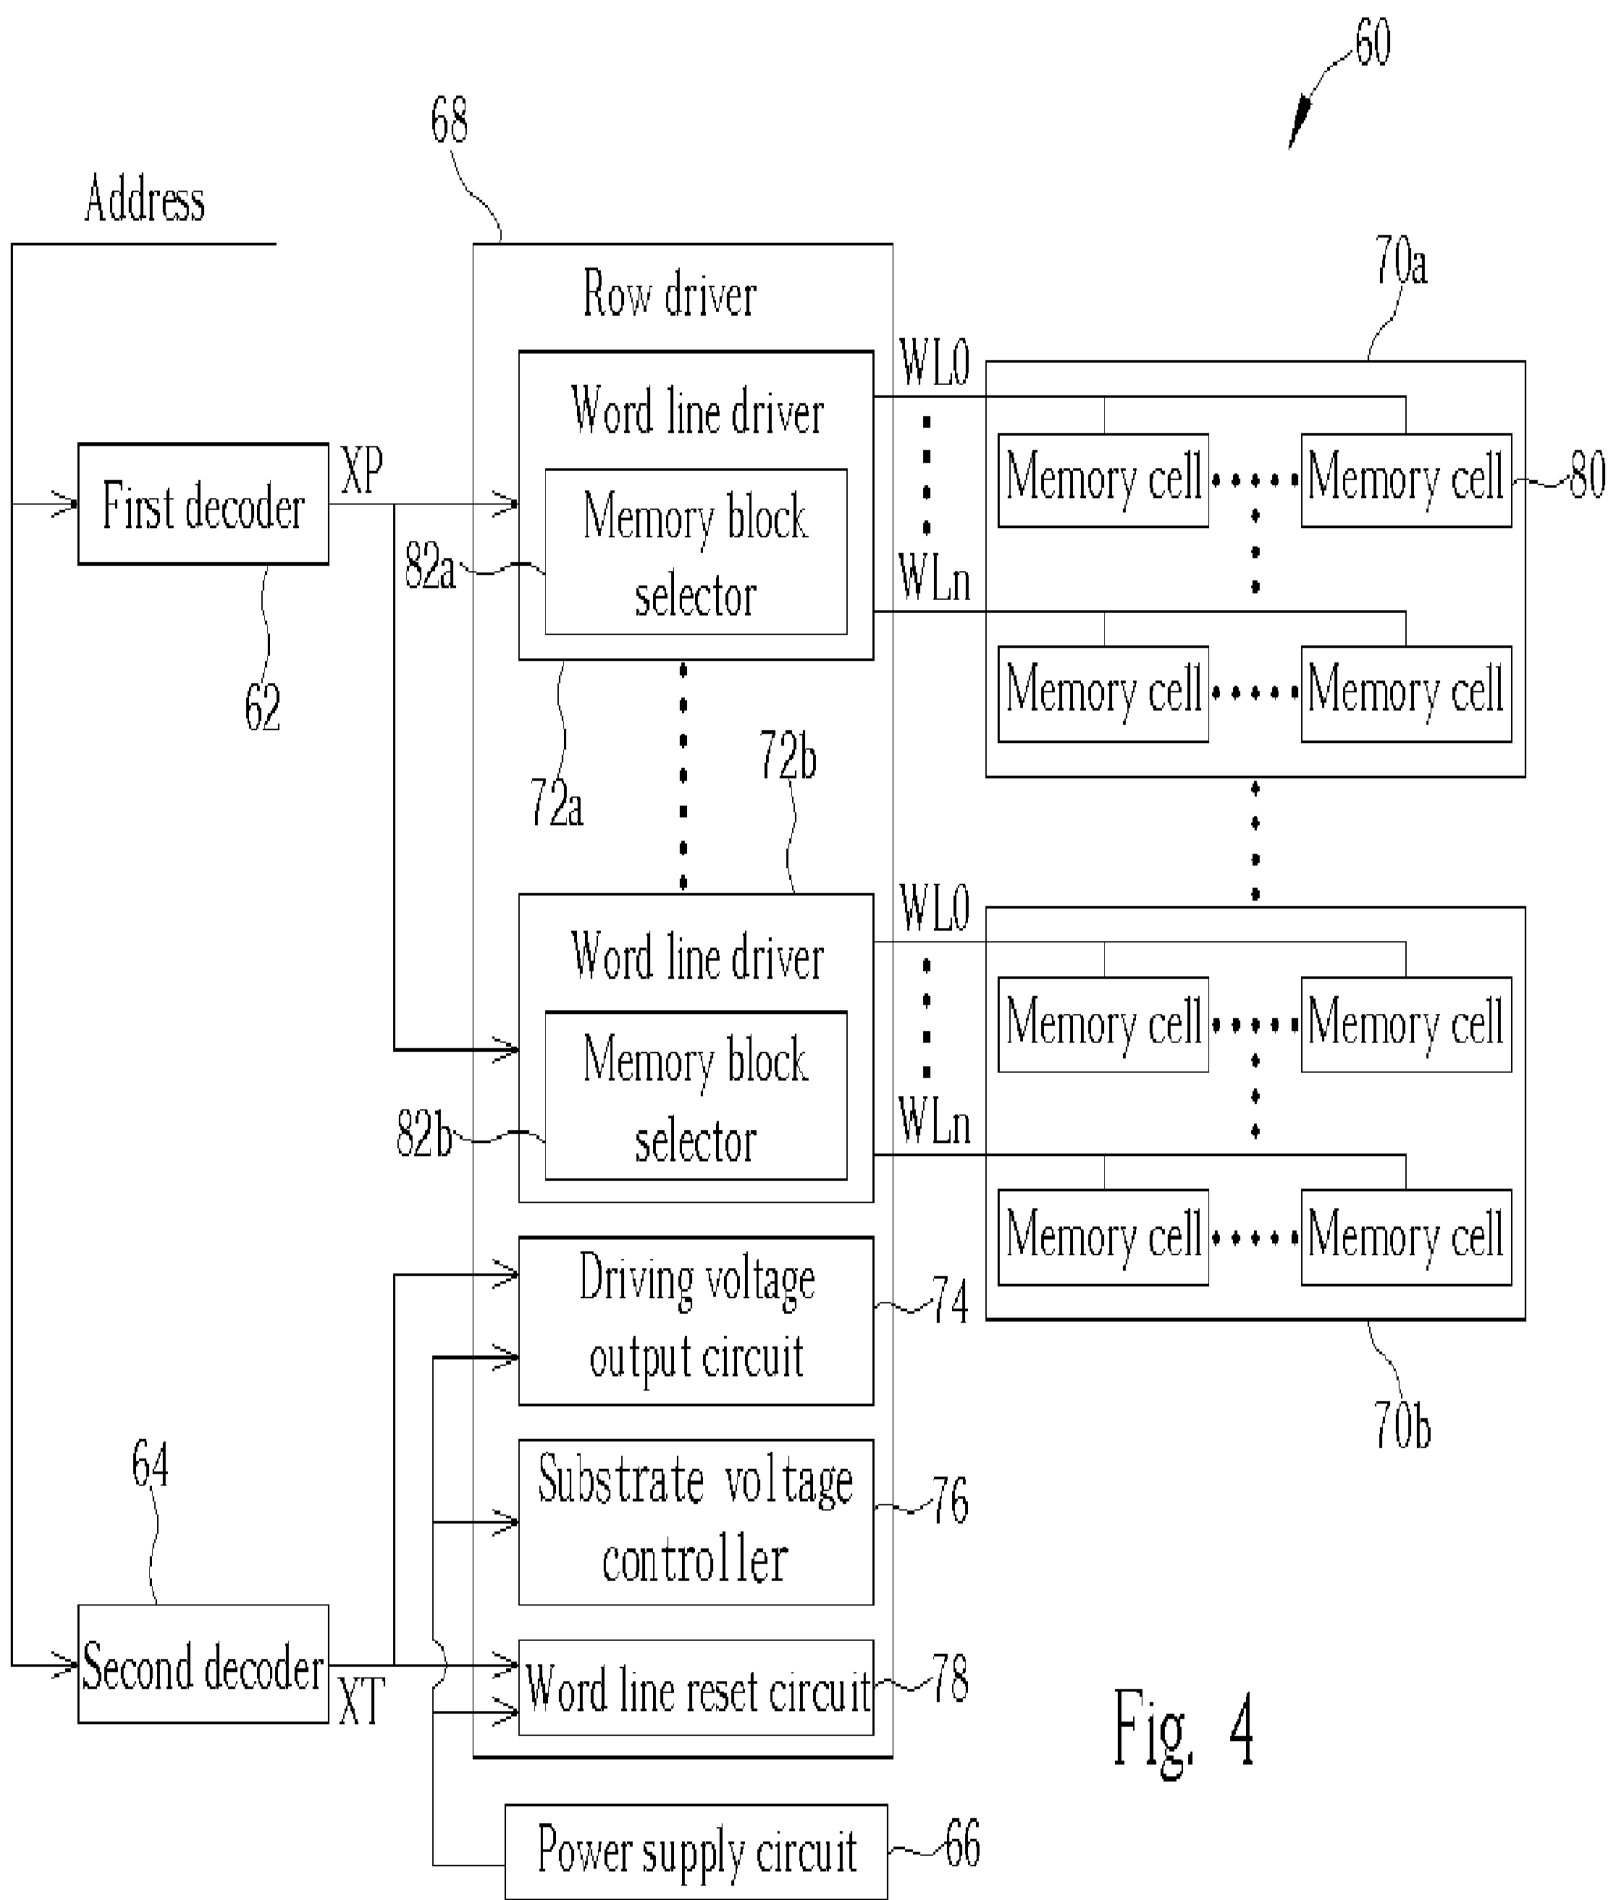 60
68
Address
70a
Row driver
WL0
Word line driver
XP
Memory cell
Memory cell
80
First decoder
Memory block
selector
82a
WLn
Memory cell
Memory cell
62
72a
72b
WL0
Word line driver
Memory cell
Memory cell
Memory block
selector
82b
WLn
Memory cell
Memory cell
Driving voltage
output circuit
74
70b
64
Substrate voltage
controller
76
Second decoder
XT
Word line reset circuit
78
Fig. 4
Power supply circuit
66